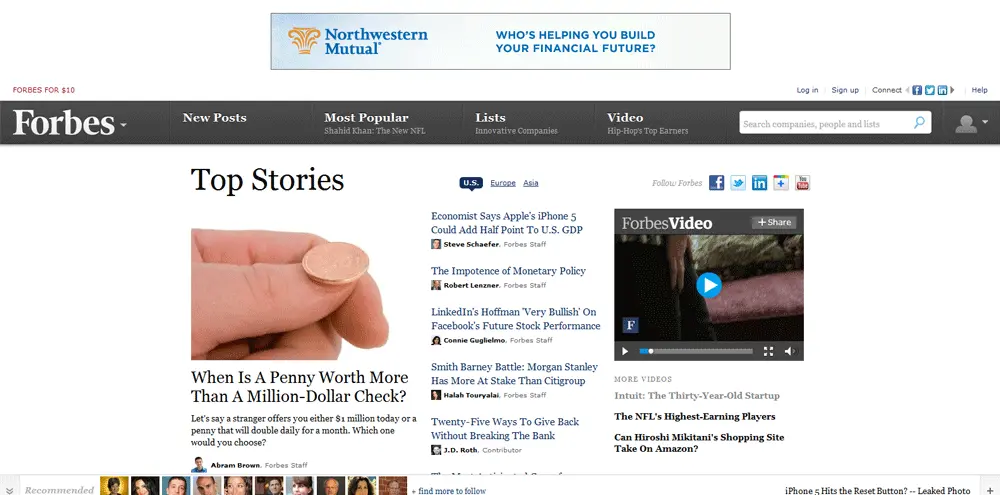 Northwestern
Mutual®
WHO'S HELPING YOU BUILD
YOUR FINANCIAL FUTURE?
FORBES FOR $10
Log in
Sign up
Connect
Help
Forbes
New Posts
Most Popular
Shahid Khan: The New NFL
Lists
Innovative Companies
Video
Hip-Hop's Top Earners
Search companies, people and lists
Top Stories
U.S.
Europe
Asia
Follow Forbes
You
Tube
When Is A Penny Worth More
Than A Million-Dollar Check?
Let's say a stranger offers you either $1 million today or a
penny that will double daily for a month. Which one
would you choose?
Abram Brown, Forbes Staff
Economist Says Apple's iPhone 5
Could Add Half Point To U.S. GDP
Steve Schaefer, Forbes Staff
The Impotence of Monetary Policy
Robert Lenzner, Forbes Staff
LinkedIn's Hoffman 'Very Bullish' On
Facebook's Future Stock Performance
Connie Guglielmo, Forbes Staff
Smith Barney Battle: Morgan Stanley
Has More At Stake Than Citigroup
Halah Touryalai, Forbes Staff
Twenty-Five Ways To Give Back
Without Breaking The Bank
J.D. Roth, Contributor
ForbesVideo
+ Share
F
MORE VIDEOS
Intuit: The Thirty-Year-Old Startup
The NFL's Highest-Earning Players
Can Hiroshi Mikitani's Shopping Site
Take On Amazon?
Recommended
+ find more to follow
iPhone 5 Hits the Reset Button? -- Leaked Photo